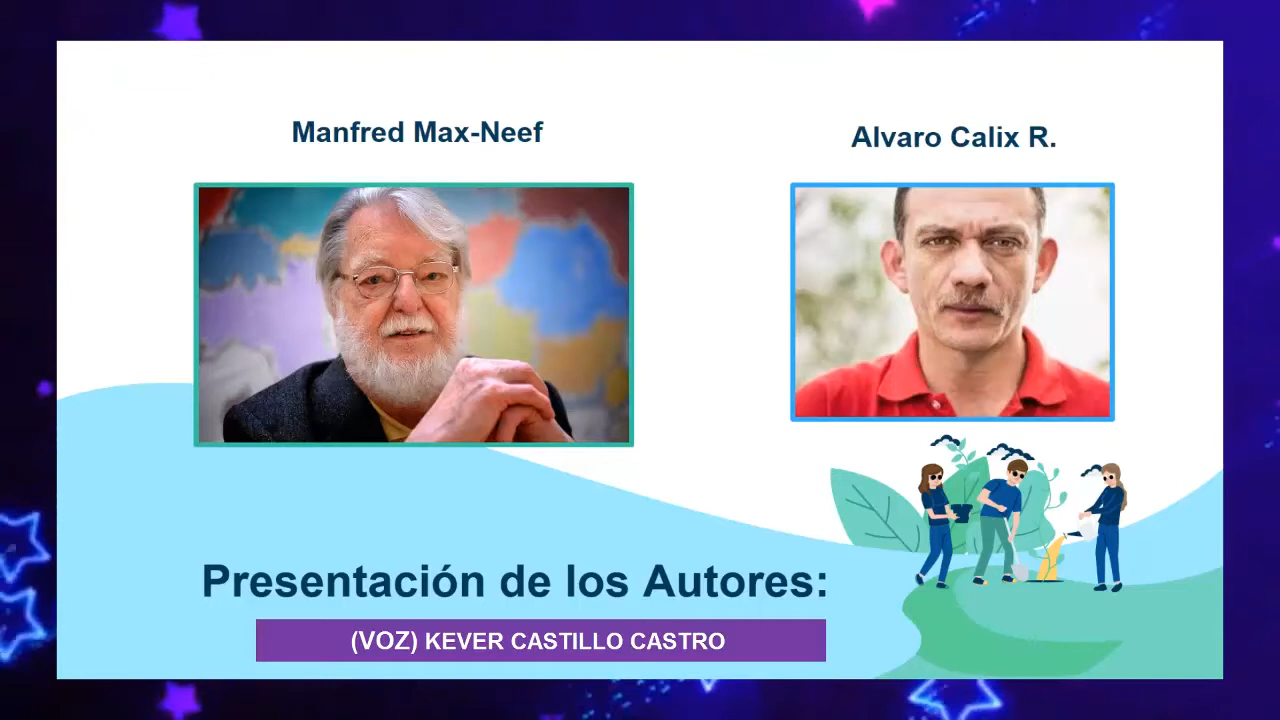 Manfred Max-Neef
Alvaro Calix R.
Presentación de los Autores:
(VOZ) KEVER CASTILLO CASTRO